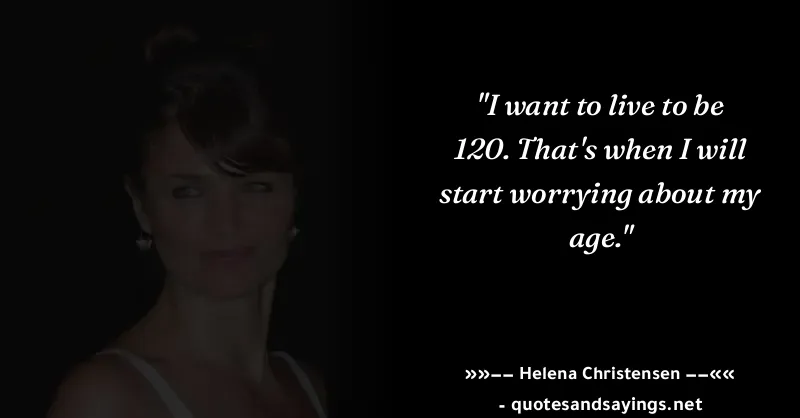 "I want to live to be
120. That's when I will
start worrying about my
age."
»»−− Helena Christensen −−««
- quotesandsayings.net